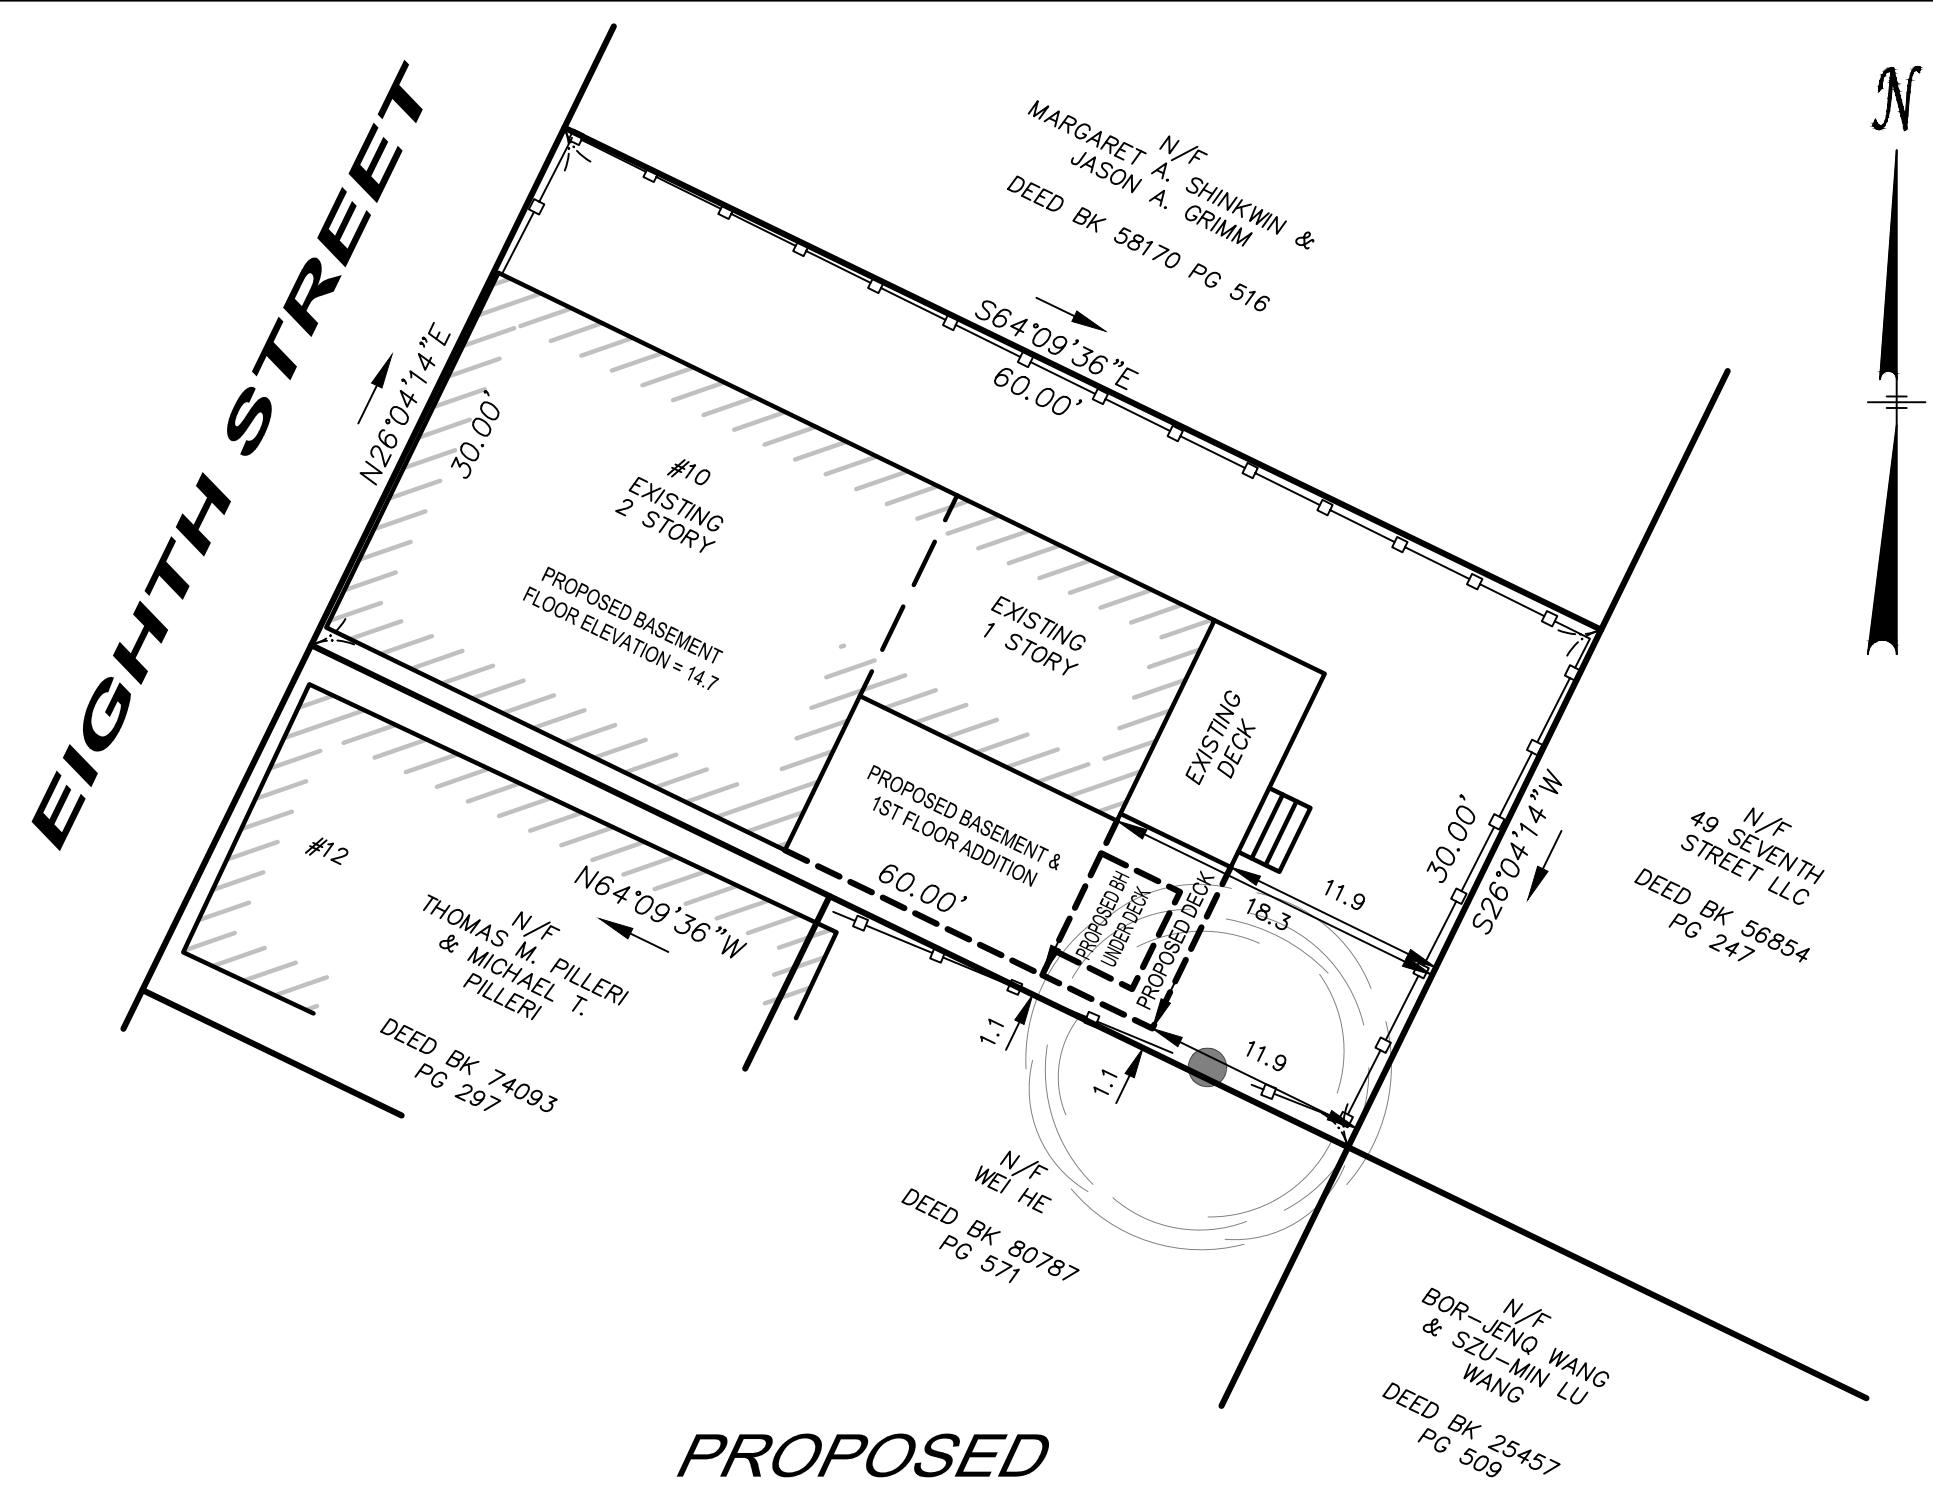 N
EIGHTH STREET
N/F
MARGARET A. SHINKWIN &
JASON A. GRIMM
DEED BK 58170 PG 516
S64°09'36"E
60.00'
N26°04'14"E
30.00'
#10
EXISTING
2 STORY
PROPOSED BASEMENT
FLOOR ELEVATION = 14.7
EXISTING
1 STORY
EXISTING
DECK
PROPOSED BASEMENT &
1ST FLOOR ADDITION
60.00'
PROPOSED BH
UNDER DECK
PROPOSED DECK
11.9
18.3
30.00'
S26°04'14"W
N/F
49 SEVENTH
STREET LLC
DEED BK 56854
PG 247
#12
N64°09'36"W
N/F
THOMAS M. PILLERI
& MICHAEL T.
PILLERI
DEED BK 74093
PG 297
1.1
1.1
11.9
N/F
WEI HE
DEED BK 80787
PG 571
N/F
BOR-JENQ WANG
& SZU-MIN LU
WANG
DEED BK 25457
PG 509
PROPOSED